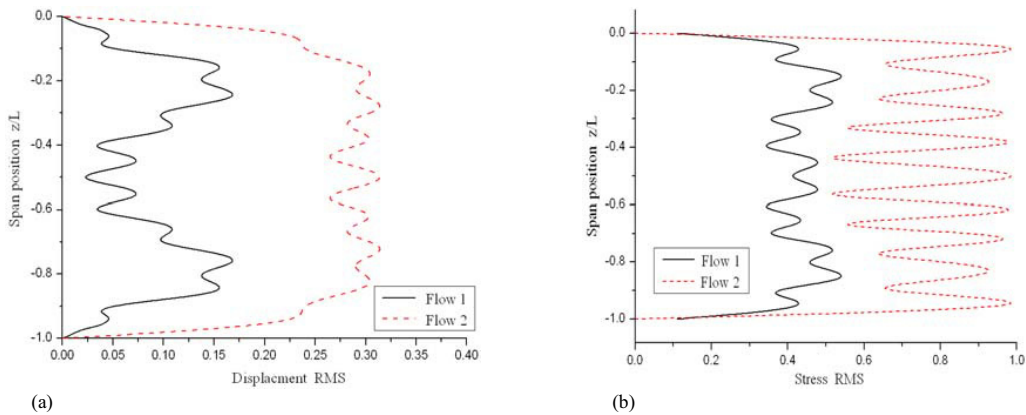 0.0
-0.2
-0.4
-0.6
-0.8
-1.0
Span position z/L
0.00 0.05 0.10 0.15 0.20 0.25 0.30 0.35 0.40
Displacment RMS
Flow 1
Flow 2
(a)
0.0
-0.2
-0.4
-0.6
-0.8
-1.0
Span position z/L
0.0 0.2 0.4 0.6 0.8 1.0
Stress RMS
Flow 1
Flow 2
(b)